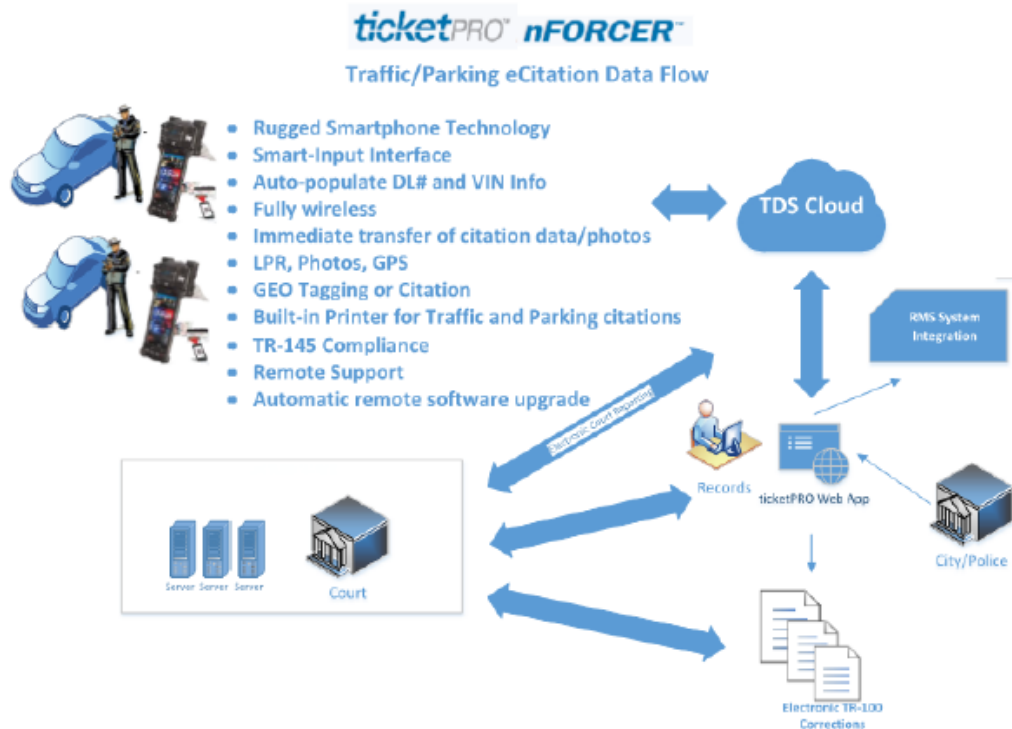 ticketPRO™ nFORCER™
Traffic/Parking eCitation Data Flow
• Rugged Smartphone Technology
• Smart-Input Interface
• Auto-populate DL# and VIN Info
• Fully wireless
• Immediate transfer of citation data/photos
• LPR, Photos, GPS
• GEO Tagging or Citation
• Built-in Printer for Traffic and Parking citations
• TR-145 Compliance
• Remote Support
• Automatic remote software upgrade
TDS Cloud
RMS System
Integration
Electronic Court Reporting
Records
ticketPRO Web App
City/Police
Server Server Server
Court
Electronic TR-100
Corrections